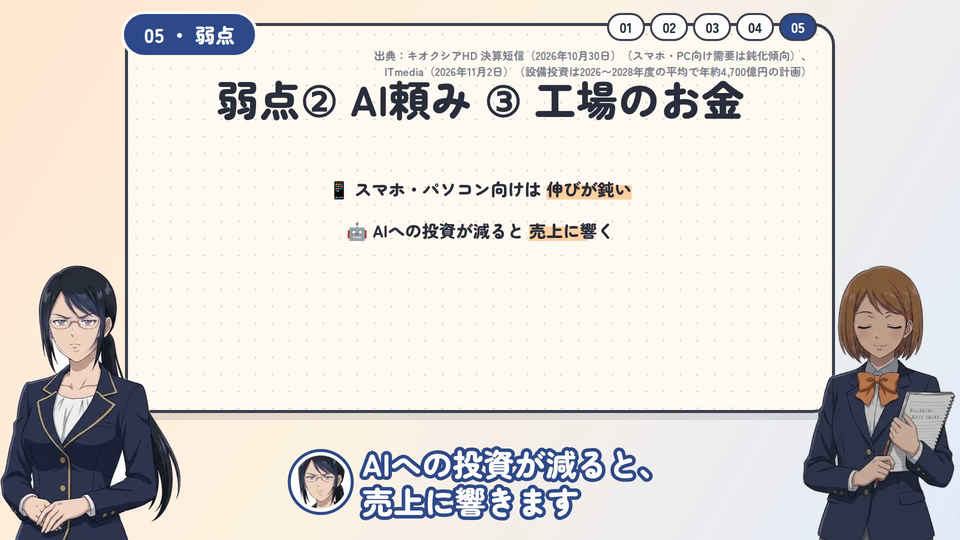 05 ・ 弱点
01 02 03 04 05
出典：キオクシアHD 決算短信（2026年10月30日）（スマホ・PC向け需要は鈍化傾向）、
ITmedia（2026年11月2日）（設備投資は2026〜2028年度の平均で年約4,700億円の計画）
弱点② AI頼み ③ 工場のお金
スマホ・パソコン向けは 伸びが鈍い
AIへの投資が減ると 売上に響く
AIへの投資が減ると、
売上に響きます